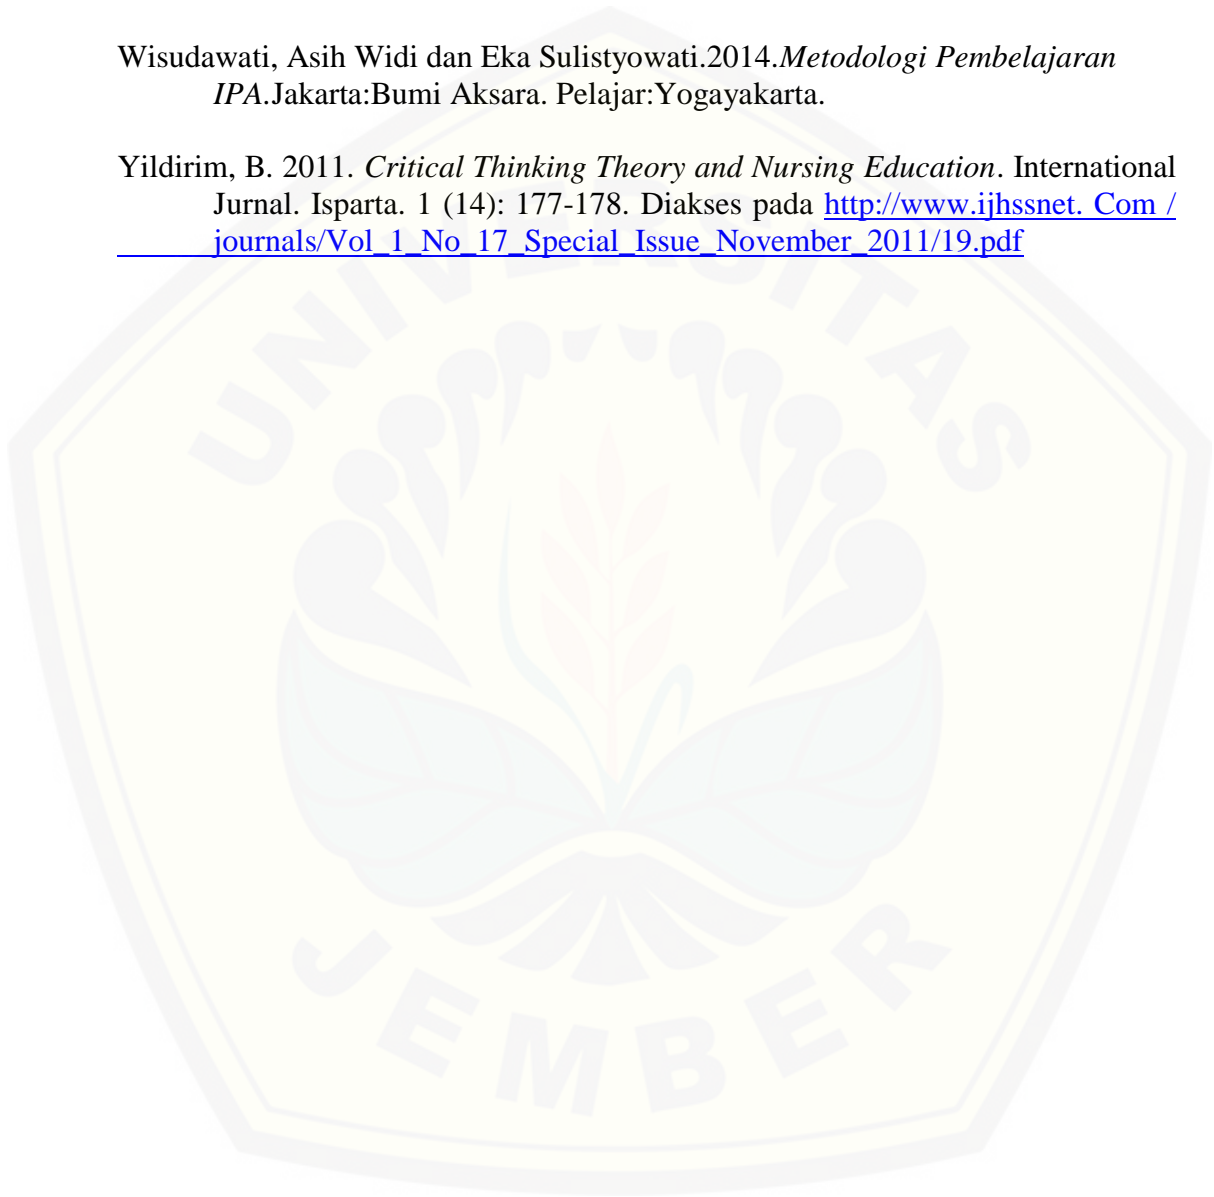 Wisudawati, Asih Widi dan Eka Sulistyowati.2014.Metodologi Pembelajaran
IPA.Jakarta:Bumi Aksara. Pelajar:Yogayakarta.
Yildirim, B. 2011. Critical Thinking Theory and Nursing Education. International
Jurnal. Isparta. 1 (14): 177-178. Diakses pada http://www.ijhssnet. Com /
journals/Vol_1_No_17_Special_Issue_November_2011/19.pdf
UNIVERSITAS
JEMBER